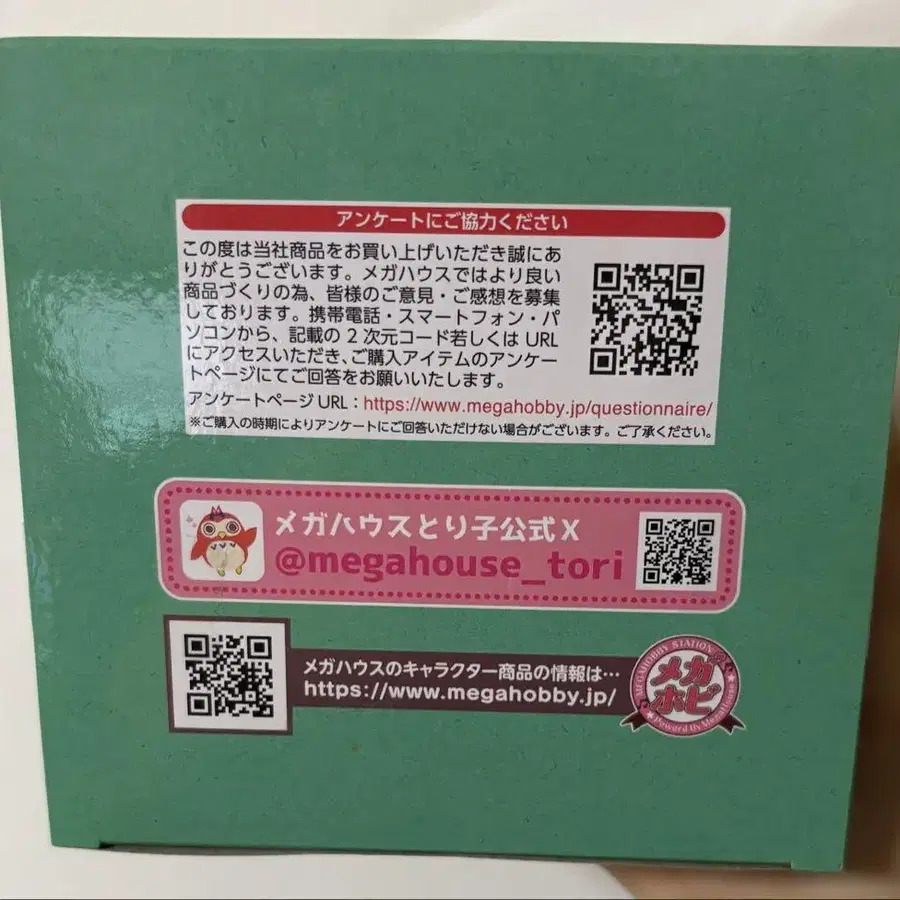 アンケートにご協力ください
この度は当社商品をお買い上げいただき誠にあ
りがとうございます。メガハウスではより良い
商品づくりの為、皆様のご意見・ご感想を募集
しております。携帯電話・スマートフォン・パ
ソコンから、記載の2次元コード若しくは URL
にアクセスいただき、ご購入アイテムのアンケー
トページにてご回答をお願いいたします。
アンケートページ URL：https://www.megahobby.jp/questionnaire/
※ご購入の時期によりアンケートにご回答いただけない場合がございます。ご了承ください。
メガハウスとり子公式 X
@megahouse_tori
メガハウスのキャラクター商品の情報は…
https://www.megahobby.jp/
MEGAHOBBY STATION
メガ
ホビ
Powerd By MegaHouse